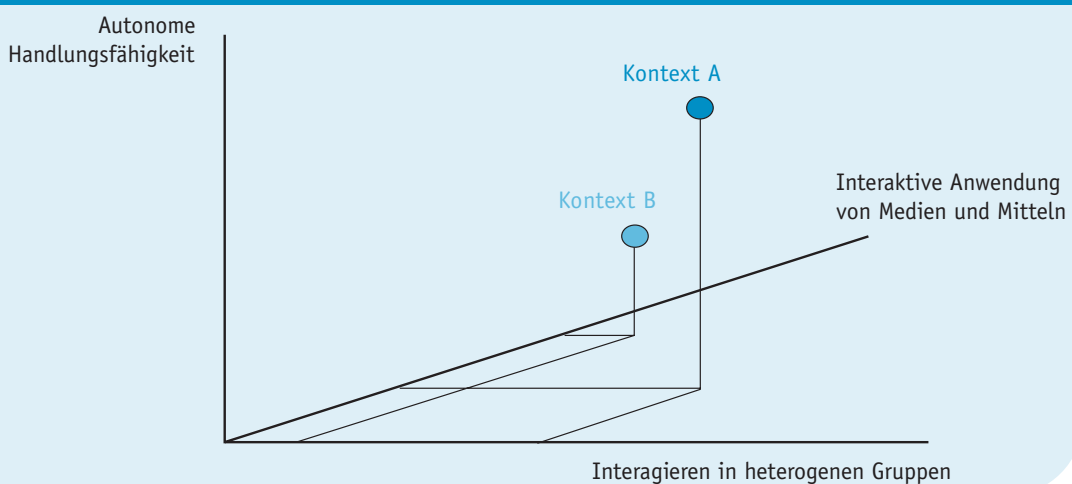 Autonome
Handlungsfähigkeit
Kontext A
Interaktive Anwendung
von Medien und Mitteln
Kontext B
Interagieren in heterogenen Gruppen